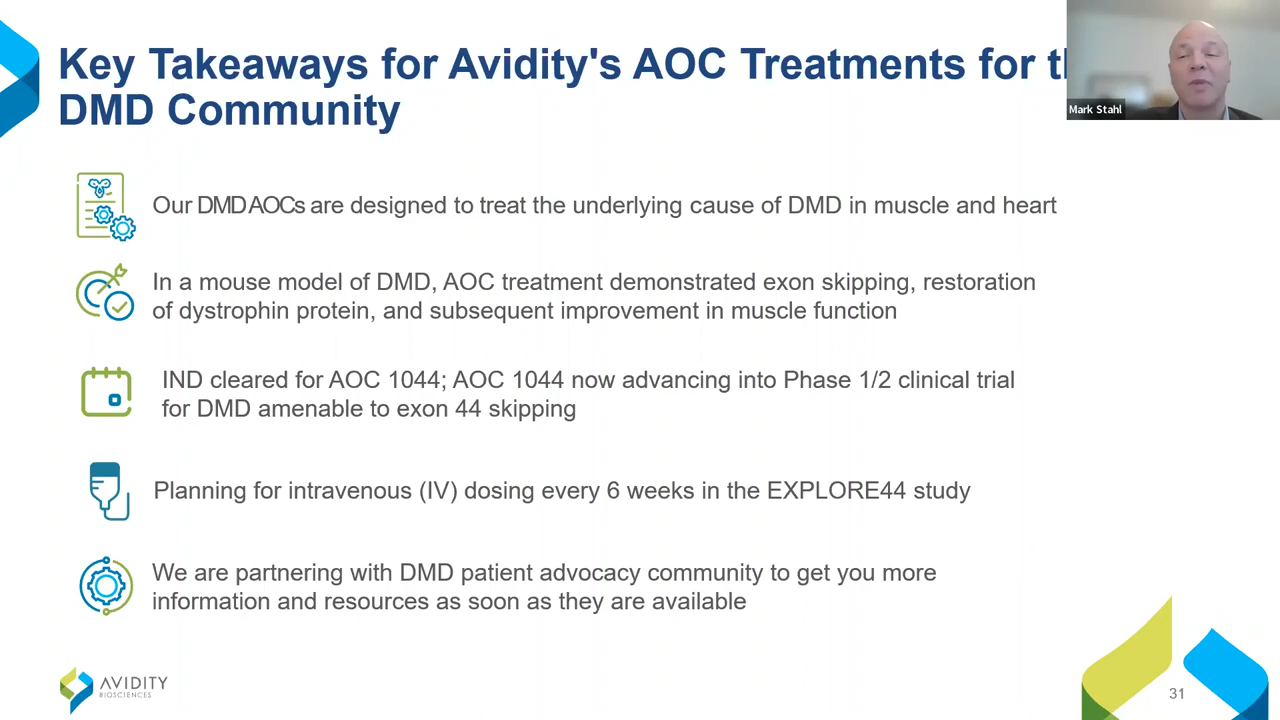 Key Takeaways for Avidity's AOC Treatments for
DMD Community
Mark Stahl
Our DMD AOCs are designed to treat the underlying cause of DMD in muscle and heart
In a mouse model of DMD, AOC treatment demonstrated exon skipping, restoration
of dystrophin protein, and subsequent improvement in muscle function
IND cleared for AOC 1044; AOC 1044 now advancing into Phase 1/2 clinical trial
for DMD amenable to exon 44 skipping
Planning for intravenous (IV) dosing every 6 weeks in the EXPLORE44 study
We are partnering with DMD patient advocacy community to get you more
information and resources as soon as they are available
AVIDITY
BIOSCIENCES
31